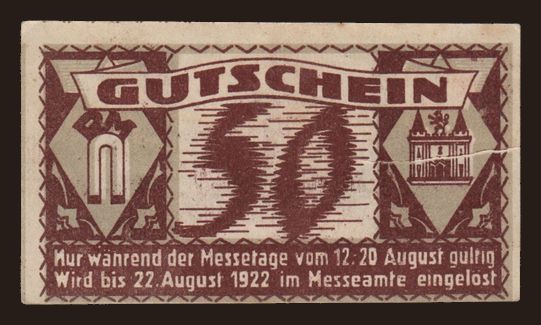 GUTSCHEIN
50
Nur während der Messetage vom 12.-20 August gültig
Wird bis 22. August 1922 im Messeamte eingelöst